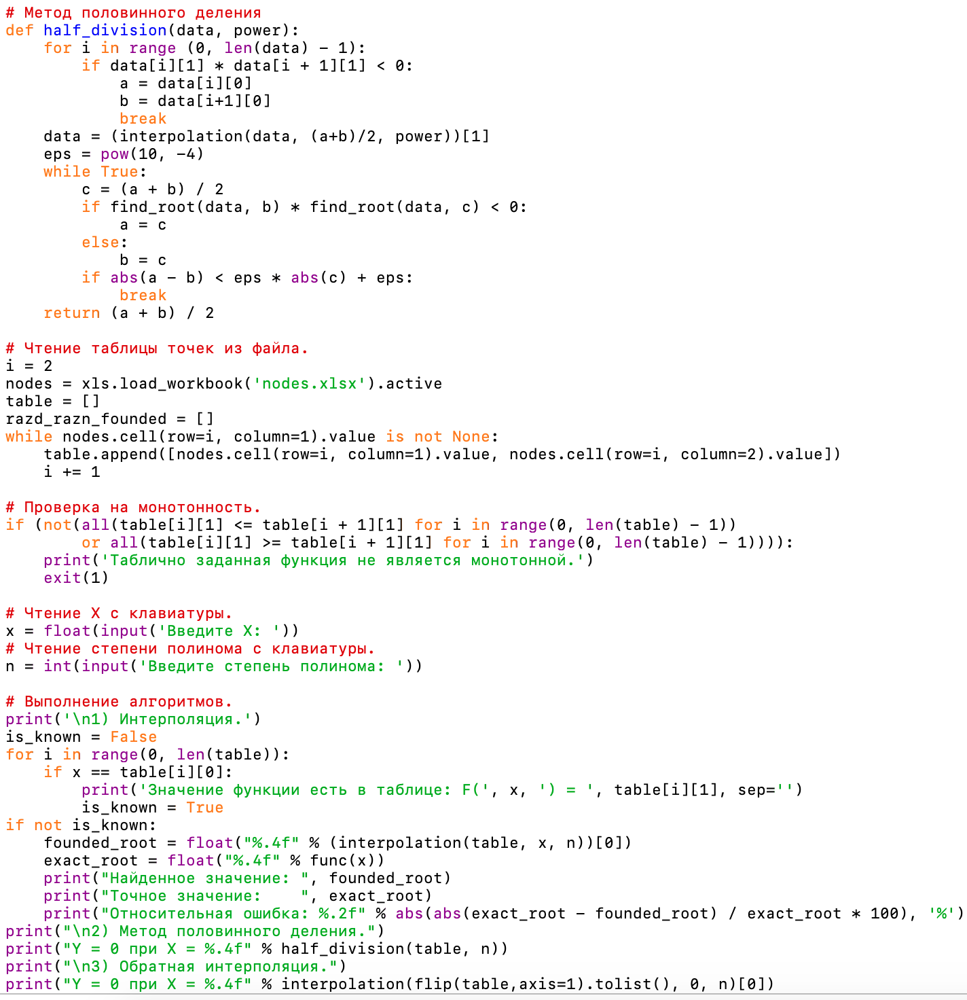 # Метод половинного деления
def half_division(data, power):
    for i in range (0, len(data) - 1):
        if data[i][1] * data[i + 1][1] < 0:
            a = data[i][0]
            b = data[i+1][0]
            break
    data = (interpolation(data, (a+b)/2, power))[1]
    eps = pow(10, -4)
    while True:
        c = (a + b) / 2
        if find_root(data, b) * find_root(data, c) < 0:
            a = c
        else:
            b = c
        if abs(a - b) < eps * abs(c) + eps:
            break
    return (a + b) / 2

# Чтение таблицы точек из файла.
i = 2
nodes = xls.load_workbook('nodes.xlsx').active
table = []
razd_razn_founded = []
while nodes.cell(row=i, column=1).value is not None:
    table.append([nodes.cell(row=i, column=1).value, nodes.cell(row=i, column=2).value])
    i += 1

# Проверка на монотонность.
if (not(all(table[i][1] <= table[i + 1][1] for i in range(0, len(table) - 1))
        or all(table[i][1] >= table[i + 1][1] for i in range(0, len(table) - 1)))):
    print('Таблично заданная функция не является монотонной.')
    exit(1)

# Чтение X с клавиатуры.
x = float(input('Введите X: '))
# Чтение степени полинома с клавиатуры.
n = int(input('Введите степень полинома: '))

# Выполнение алгоритмов.
print('\n1) Интерполяция.')
is_known = False
for i in range(0, len(table)):
    if x == table[i][0]:
        print('Значение функции есть в таблице: F(', x, ') = ', table[i][1], sep='')
        is_known = True
if not is_known:
    founded_root = float("%.4f" % (interpolation(table, x, n))[0])
    exact_root = float("%.4f" % func(x))
    print("Найденное значение: ", founded_root)
    print("Точное значение:    ", exact_root)
    print("Относительная ошибка: %.2f" % abs(abs(exact_root - founded_root) / exact_root * 100), '%')
print("\n2) Метод половинного деления.")
print("Y = 0 при X = %.4f" % half_division(table, n))
print("\n3) Обратная интерполяция.")
print("Y = 0 при X = %.4f" % interpolation(flip(table,axis=1).tolist(), 0, n)[0])